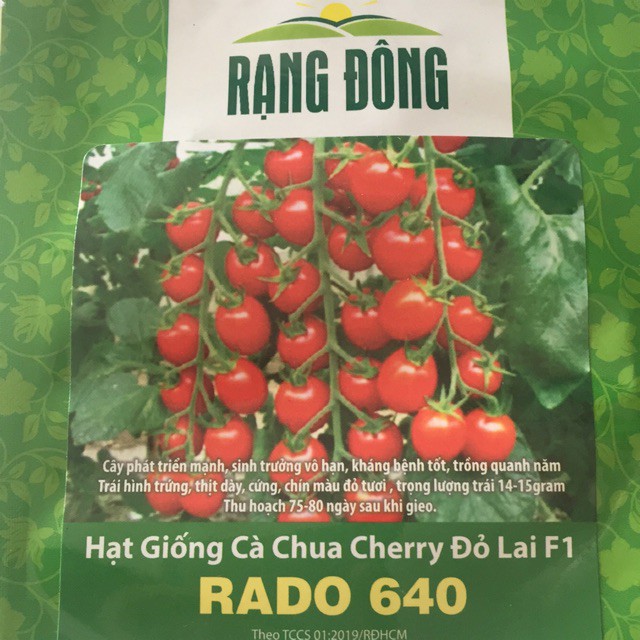 RẠNG ĐÔNG
Cây phát triển mạnh, sinh trưởng vô hạn, kháng bệnh tốt, trồng quanh năm
Trái hình trứng, thịt dày, cứng, chín màu đỏ tươi , trọng lượng trái 14-15gram
Thu hoạch 75-80 ngày sau khi gieo.
Hạt Giống Cà Chua Cherry Đỏ Lai F1
RADO 640
Theo TCCS 01:2019/RĐHCM